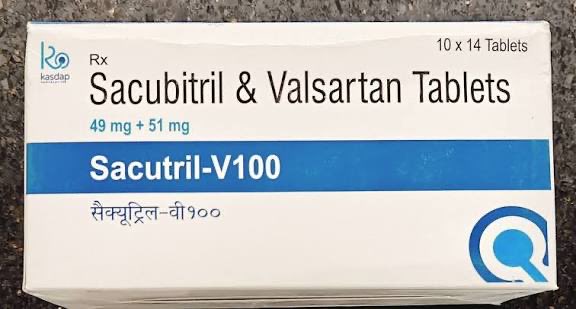 kasdap
Rx
10 x 14 Tablets
Sacubitril & Valsartan Tablets
49 mg + 51 mg
Sacutril-V100
सैक्यूट्रिल-वी१००